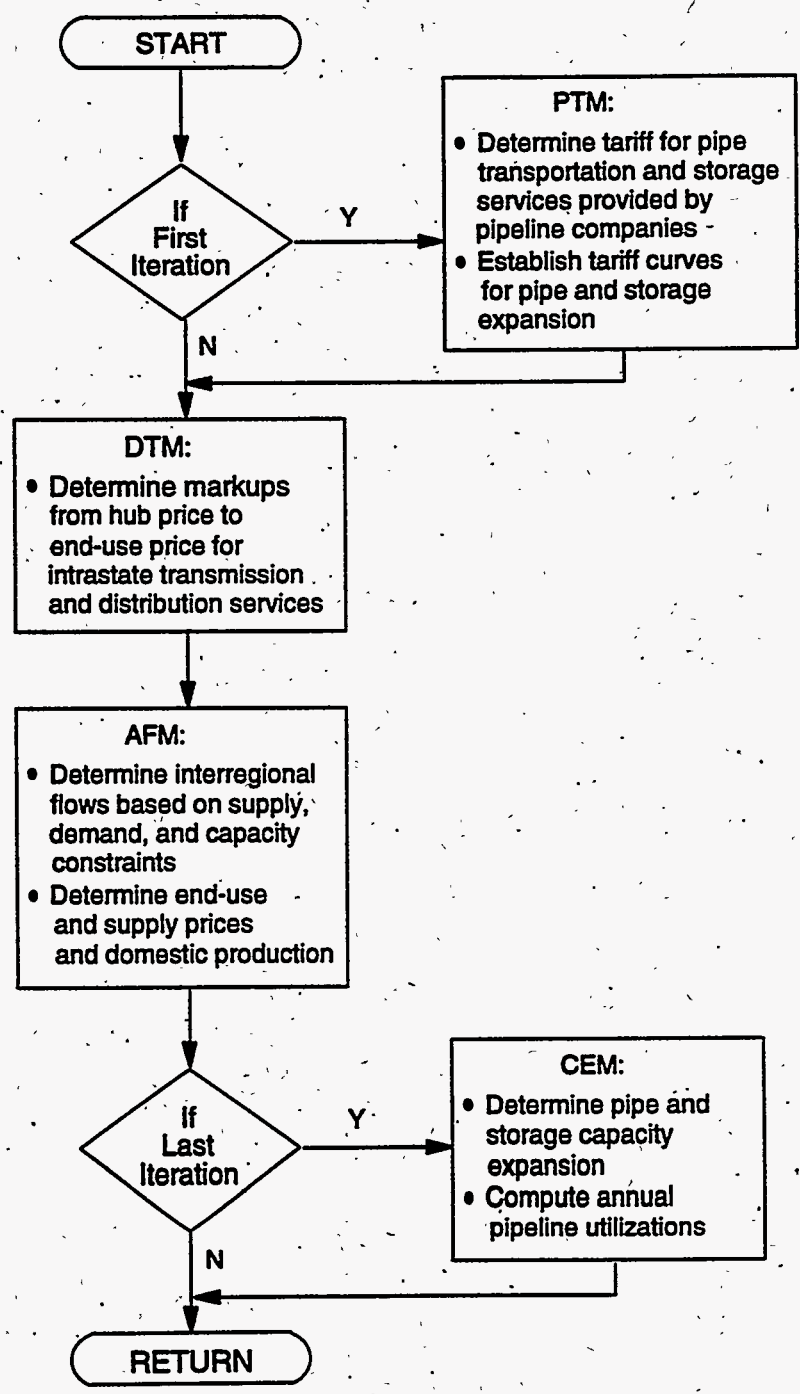 START
If
First
Iteration
Y
PTM:
• Determine tariff for pipe
transportation and storage
services provided by
pipeline companies -
• Establish tariff curves
for pipe and storage
expansion
N
DTM:
• Determine markups
from hub price to
end-use price for
intrastate transmission
and distribution services
AFM:
• Determine interregional
flows based on supply,
demand, and capacity
constraints
• Determine end-use
and supply prices
and domestic production
If
Last
Iteration
Y
CEM:
• Determine pipe and
storage capacity
expansion
• Compute annual
pipeline utilizations
N
RETURN